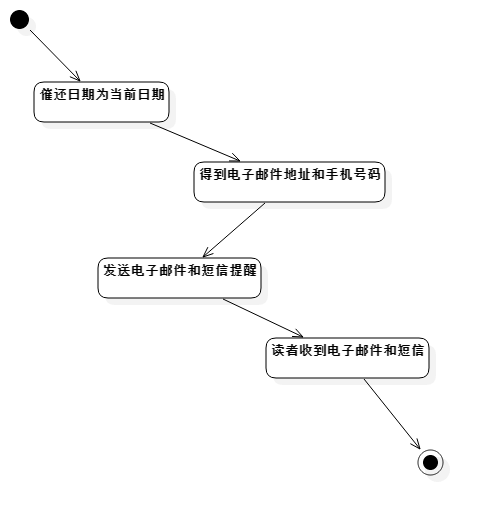 催还日期为当前日期
得到电子邮件地址和手机号码
发送电子邮件和短信提醒
读者收到电子邮件和短信